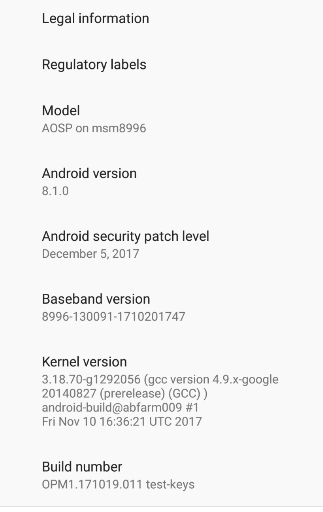 Legal information
Regulatory labels
Model
AOSP on msm8996
Android version
8.1.0
Android security patch level
December 5, 2017
Baseband version
8996-130091-1710201747
Kernel version
3.18.70-g1292056 (gcc version 4.9.x-google
20140827 (prerelease) (GCC) )
android-build@abfarm009 #1
Fri Nov 10 16:36:21 UTC 2017
Build number
OPM1.171019.011 test-keys